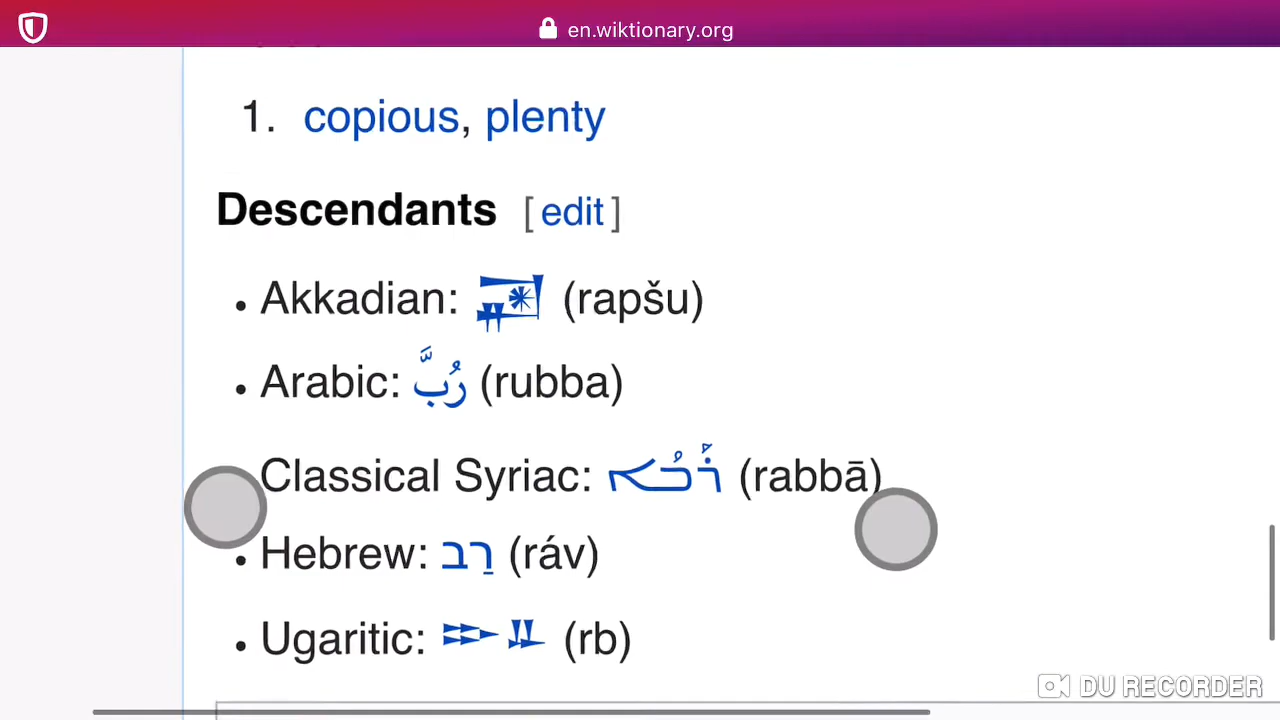 en.wiktionary.org
1. copious, plenty
Descendants [edit]
• Akkadian: 𒊏𒀊𒋗 (rapšu)
• Arabic: رُبَّ (rubba)
Classical Syriac: ܪܰܒܳܐ (rabbā)
• Hebrew: רַב (ráv)
• Ugaritic: 𐎗𐎁 (rb)
DU RECORDER